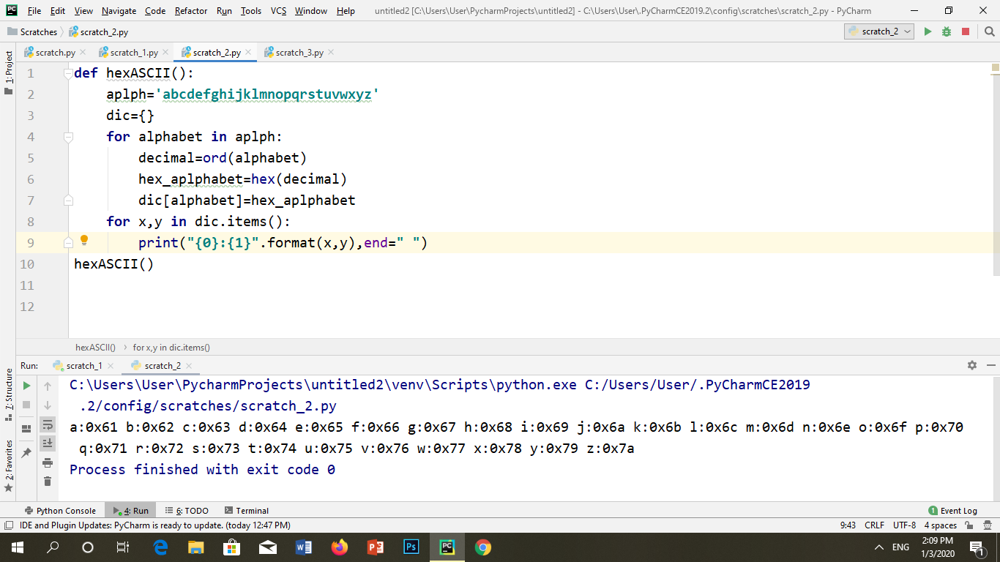 PC File Edit View Navigate Code Refactor Run Tools VCS Window Help untitled2 [C:\Users\User\PycharmProjects\untitled2] - C:\Users\User\.PyCharmCE2019.2\config\scratches\scratch_2.py - PyCharm
Scratches scratch_2.py scratch_2
1: Project
scratch.py scratch_1.py scratch_2.py scratch_3.py
1 def hexASCII():
2     aplph='abcdefghijklmnopqrstuvwxyz'
3     dic={}
4     for alphabet in aplph:
5         decimal=ord(alphabet)
6         hex_aplphabet=hex(decimal)
7         dic[alphabet]=hex_aplphabet
8     for x,y in dic.items():
9         print("{0}:{1}".format(x,y),end=" ")
10 hexASCII()
11
12
hexASCII() for x,y in dic.items()
Run: scratch_1 scratch_2
7: Structure
2: Favorites
C:\Users\User\PycharmProjects\untitled2\venv\Scripts\python.exe C:/Users/User/.PyCharmCE2019
.2/config/scratches/scratch_2.py
a:0x61 b:0x62 c:0x63 d:0x64 e:0x65 f:0x66 g:0x67 h:0x68 i:0x69 j:0x6a k:0x6b l:0x6c m:0x6d n:0x6e o:0x6f p:0x70
q:0x71 r:0x72 s:0x73 t:0x74 u:0x75 v:0x76 w:0x77 x:0x78 y:0x79 z:0x7a
Process finished with exit code 0
Python Console 4: Run 6: TODO Terminal 1 Event Log
IDE and Plugin Updates: PyCharm is ready to update. (today 12:47 PM) 9:43 CRLF UTF-8 4 spaces
W P Ps PC ENG 2:09 PM
1/3/2020 1